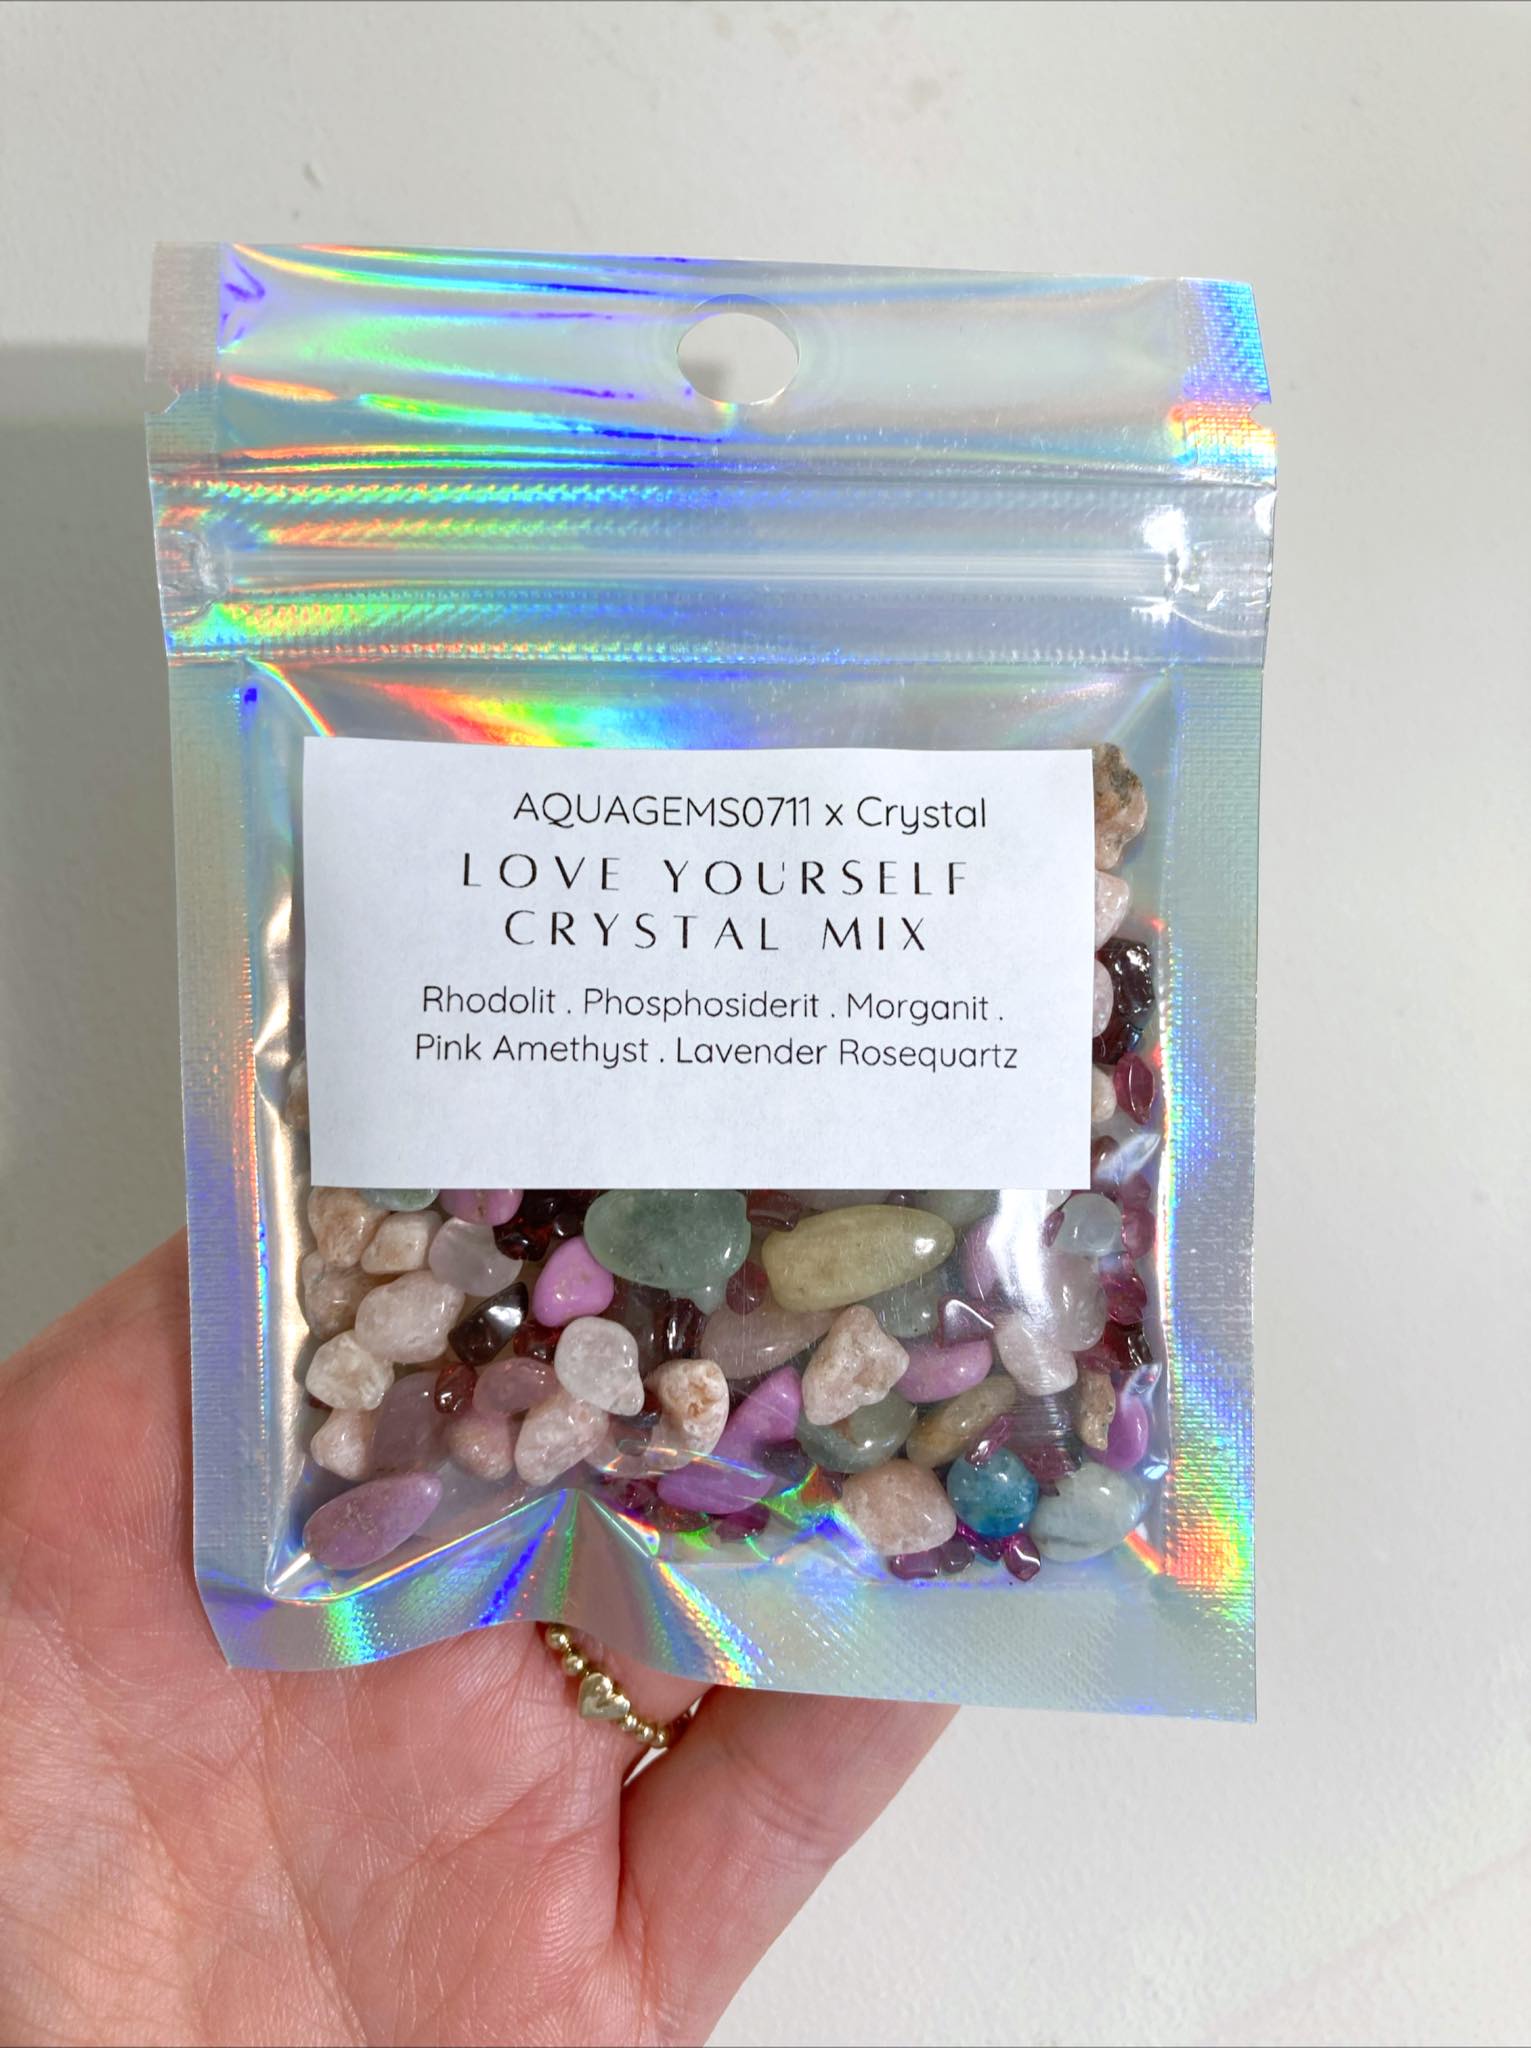 AQUAGEMS0711 x Crystal
LOVE YOURSELF
CRYSTAL MIX
Rhodolit . Phosphosiderit . Morganit .
Pink Amethyst . Lavender Rosequartz